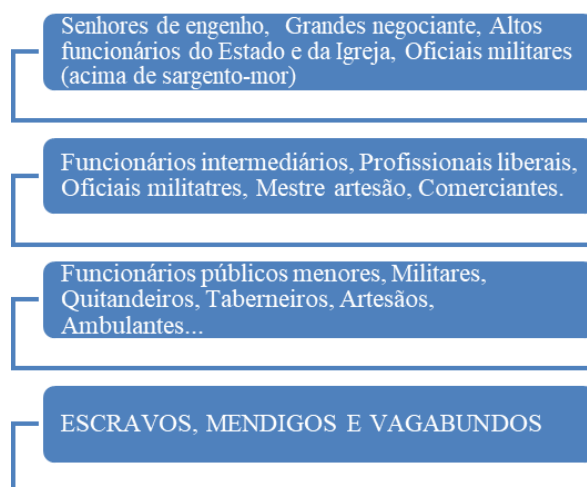 Senhores de engenho, Grandes negociante, Altos
funcionários do Estado e da Igreja, Oficiais militares
(acima de sargento-mor)
Funcionários intermediários, Profissionais liberais,
Oficiais militatres, Mestre artesão, Comerciantes.
Funcionários públicos menores, Militares,
Quitandeiros, Taberneiros, Artesãos,
Ambulantes...
ESCRAVOS, MENDIGOS E VAGABUNDOS